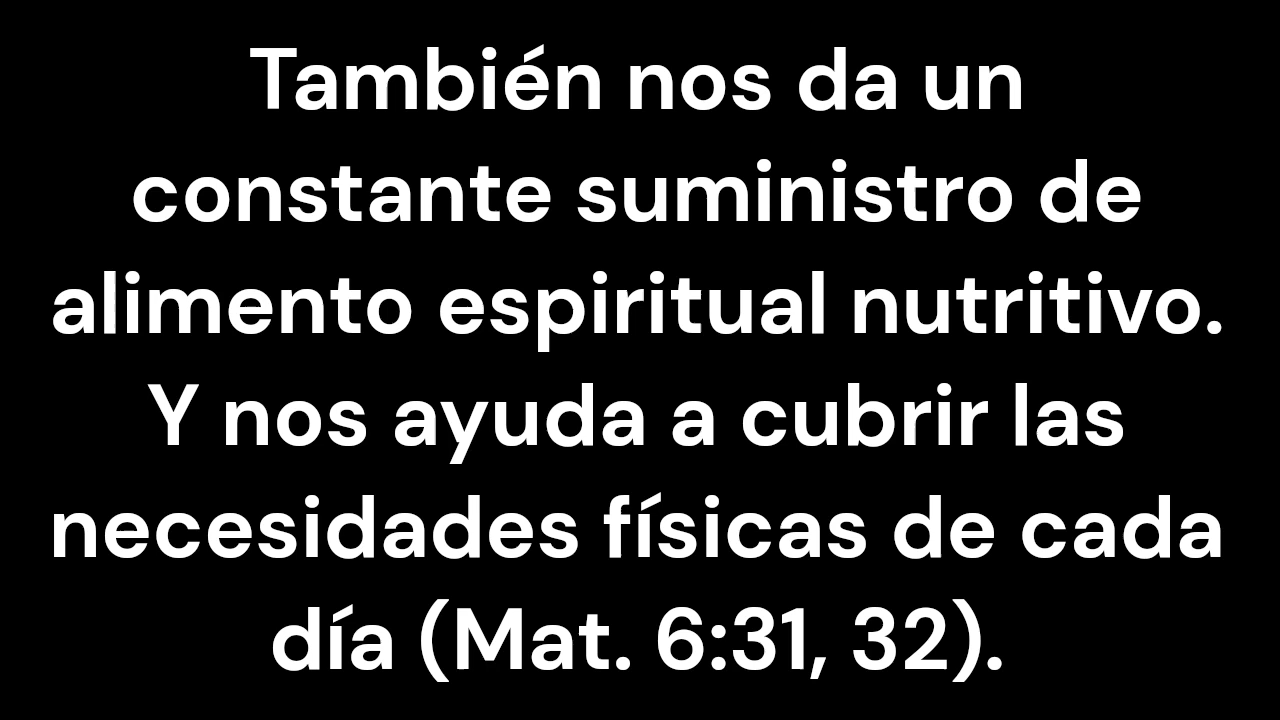 También nos da un
constante suministro de
alimento espiritual nutritivo.
Y nos ayuda a cubrir las
necesidades físicas de cada
día (Mat. 6:31, 32).